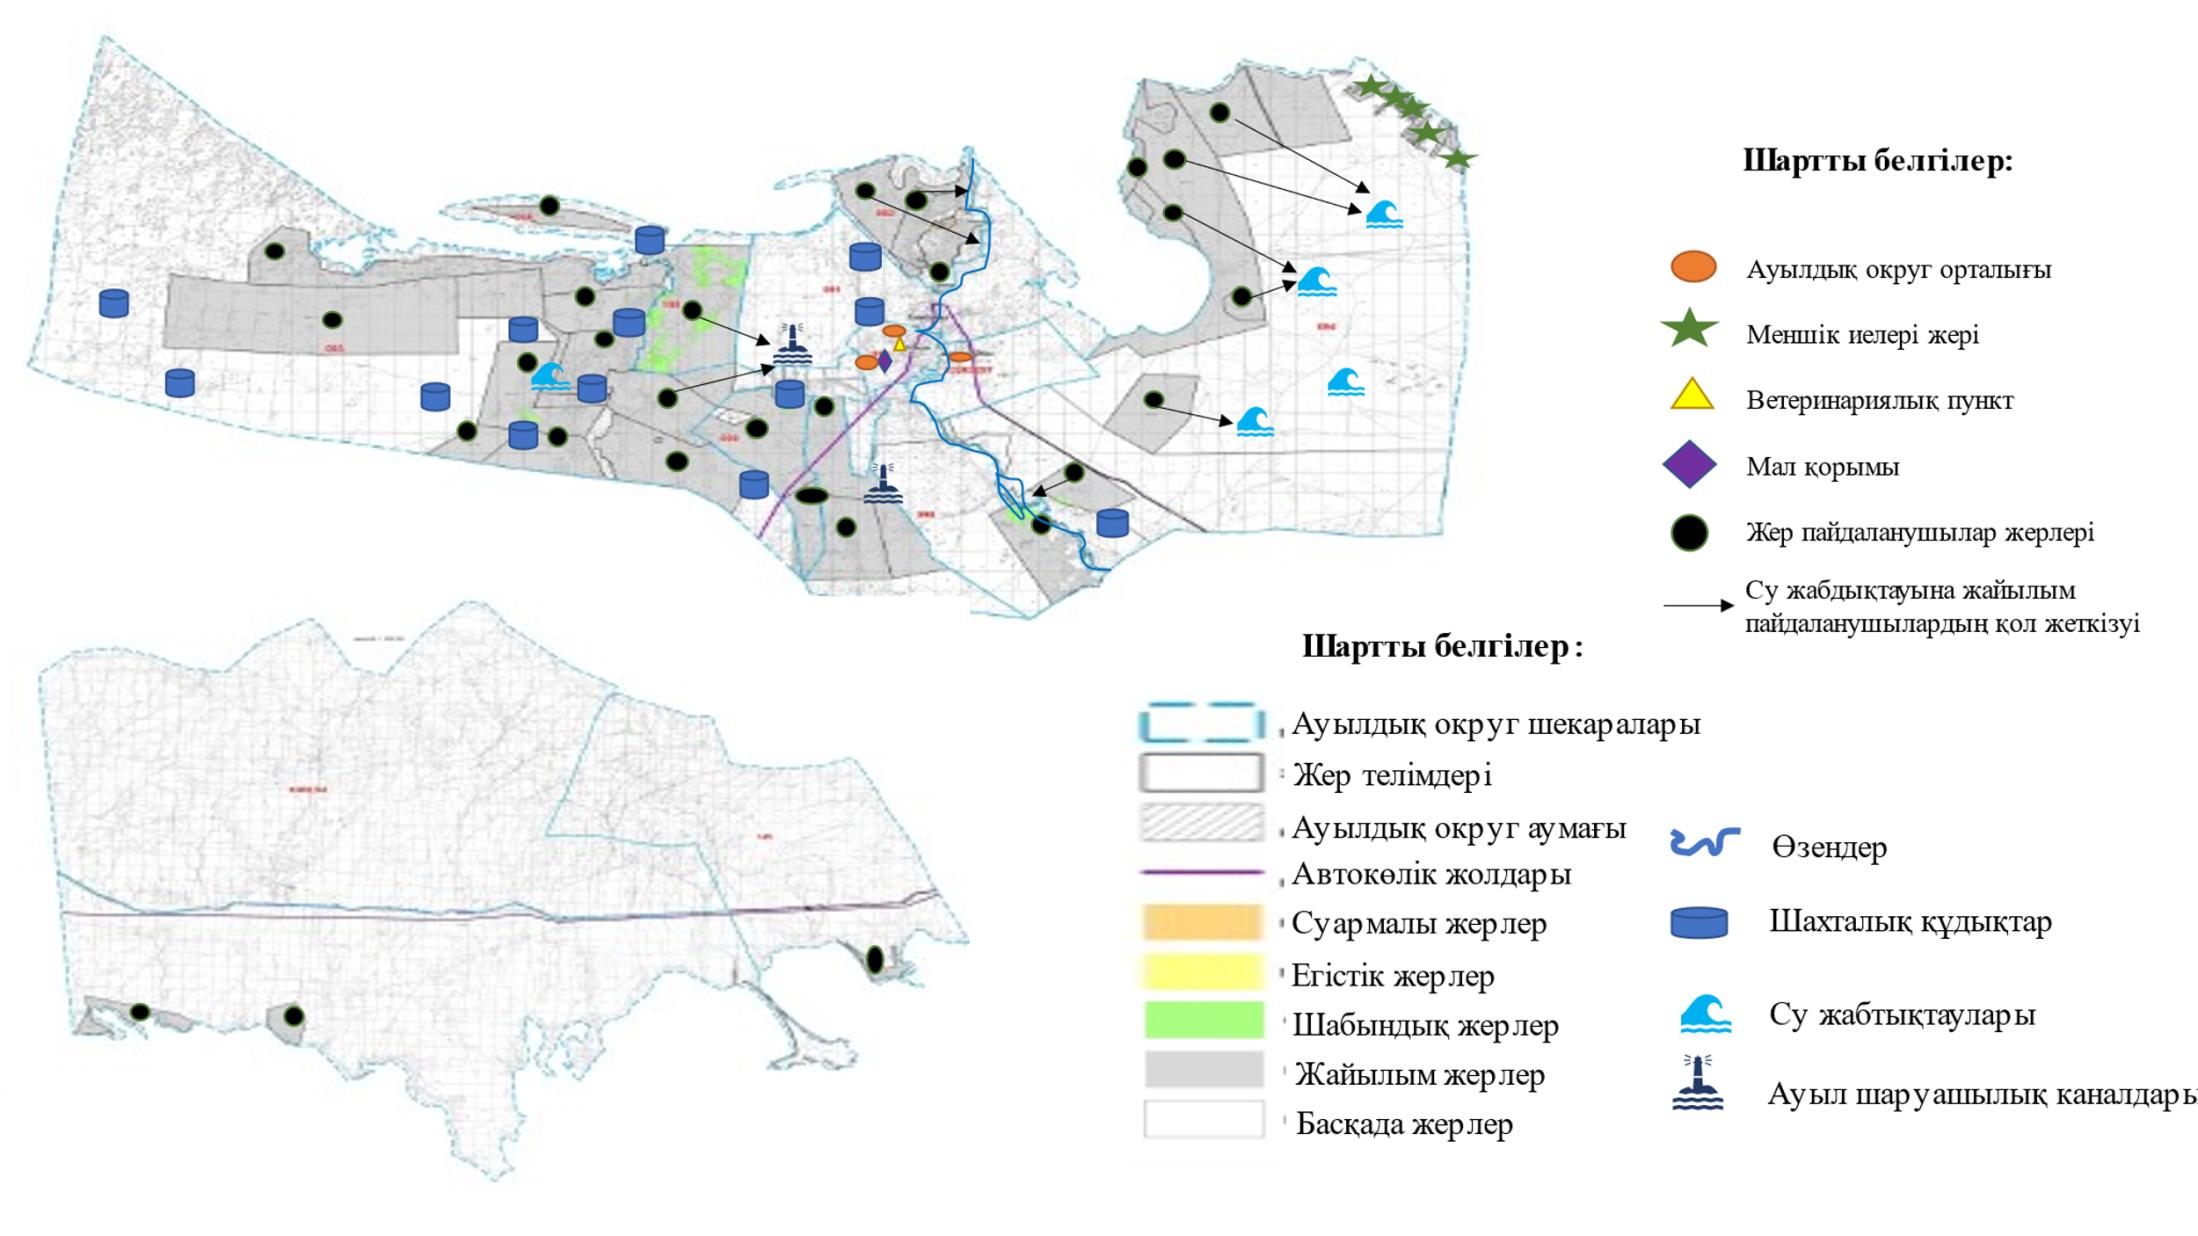 Шартты белгілер:
Ауылдық округ орталығы
Меншік иелері жері
Ветеринариялық пункт
Мал қорымы
Жер пайдаланушылар жерлері
Су жабдықтауына жайылым
пайдаланушылардың қол жеткізуі
Шартты белгілер:
Ауылдық округ шекаралары
Жер телімдері
Ауылдық округ аумағы
Автокөлік жолдары
Суармалы жерлер
Егістік жерлер
Шабындық жерлер
Жайылым жерлер
Басқада жерлер
Өзендер
Шахталық құдықтар
Су жабтықтаулары
Ауыл шаруашылық каналдары